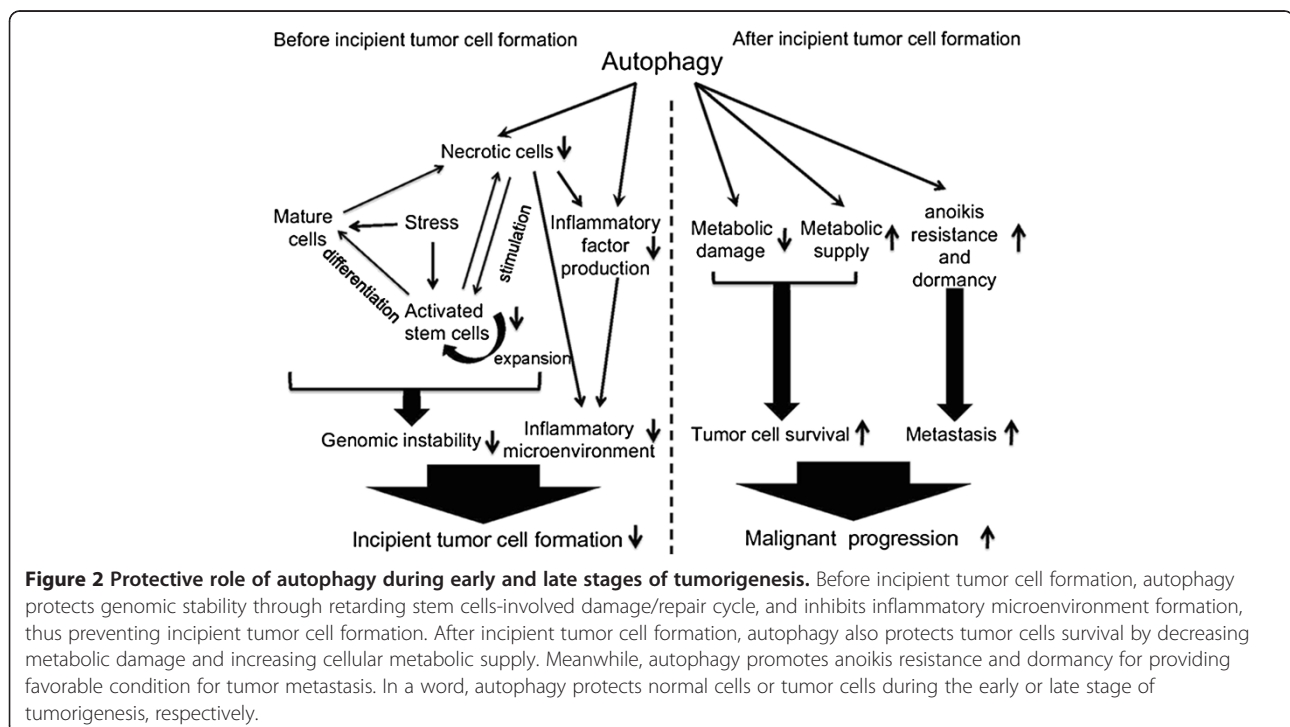 Before incipient tumor cell formation
After incipient tumor cell formation
Autophagy
Necrotic cells
Mature
cells
Stress
differentiation
stimulation
Activated
stem cells
expansion
Inflammatory
factor
production
Genomic instability
Inflammatory
microenvironment
Incipient tumor cell formation
Metabolic
damage
Metabolic
supply
anoikis
resistance
and
dormancy
Tumor cell survival
Metastasis
Malignant progression
Figure 2 Protective role of autophagy during early and late stages of tumorigenesis. Before incipient tumor cell formation, autophagy
protects genomic stability through retarding stem cells-involved damage/repair cycle, and inhibits inflammatory microenvironment formation,
thus preventing incipient tumor cell formation. After incipient tumor cell formation, autophagy also protects tumor cells survival by decreasing
metabolic damage and increasing cellular metabolic supply. Meanwhile, autophagy promotes anoikis resistance and dormancy for providing
favorable condition for tumor metastasis. In a word, autophagy protects normal cells or tumor cells during the early or late stage of
tumorigenesis, respectively.